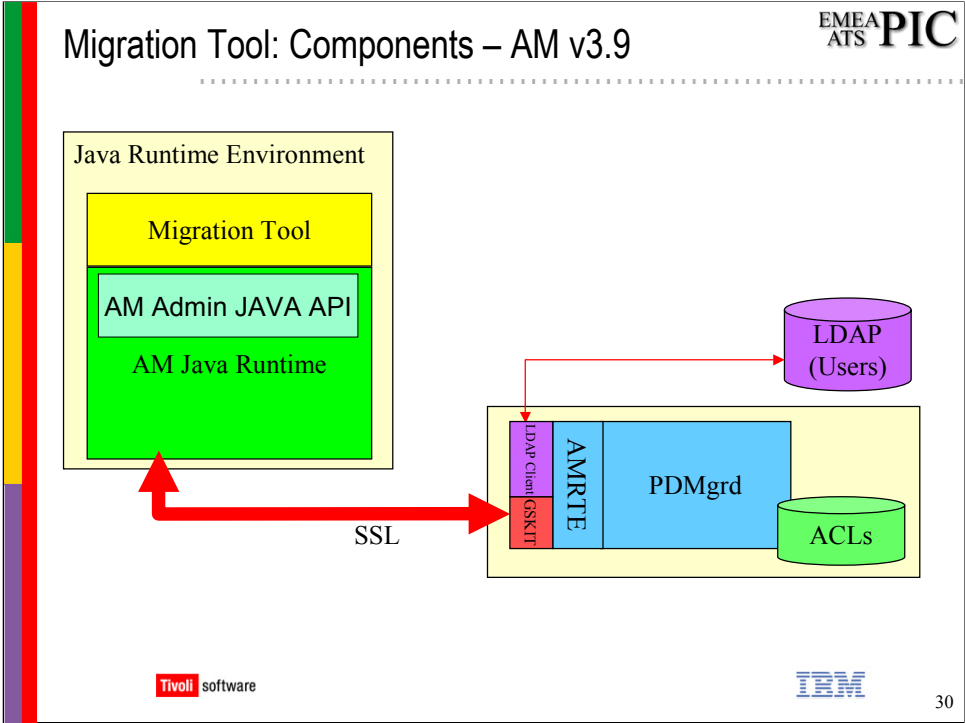 Migration Tool: Components – AM v3.9
EMEA
ATS PIC
Java Runtime Environment
Migration Tool
AM Admin JAVA API
AM Java Runtime
LDAP
(Users)
LDAP Client
GSKIT
AMRTE
PDMgrd
ACLs
SSL
Tivoli software
IBM
30